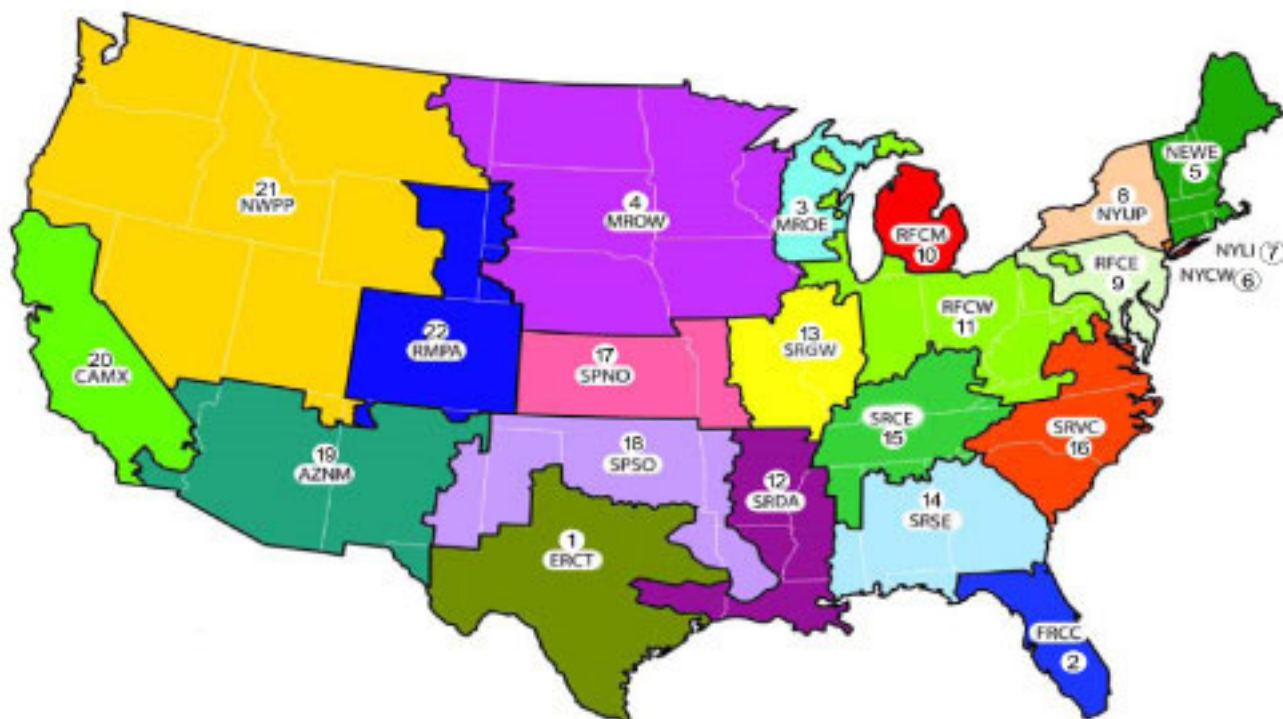 21
NWPP
4
MROW
3
MROE
RFCM
10
NEWE
5
8
NYUP
NYLI 7
NYCW 6
RFCE
9
RFCW
11
22
RMPA
17
SPNO
13
SRGW
20
CAMX
SRCE
15
SRVC
16
19
AZNM
18
SPSO
12
SRDA
14
SRSE
1
ERCT
FRCC
2